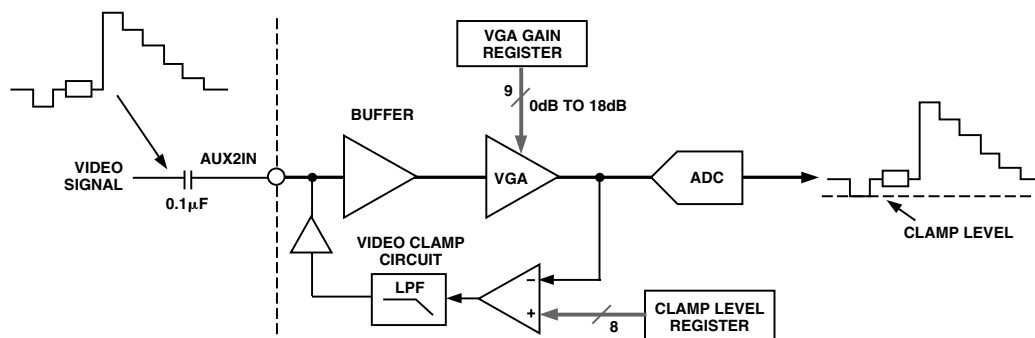 VGA GAIN
REGISTER
9
0dB TO 18dB
BUFFER
AUX2IN
VIDEO
SIGNAL
0.1µF
VGA
ADC
CLAMP LEVEL
VIDEO CLAMP
CIRCUIT
LPF
–
+
8
CLAMP LEVEL
REGISTER